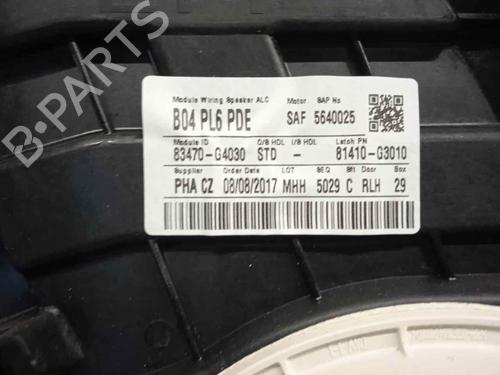 Module Wiring Speaker ALC Motor SAP No
B04 PL6 PDE SAF 5640025
Module ID O/S HDL I/S HDL Latch PN
83470-G4030 STD - 81410-G3010
Supplier Order Date LOT SEQ Sft Door Box
PHA CZ 08/08/2017 MHH 5029 C RLH 29
B-PARTS